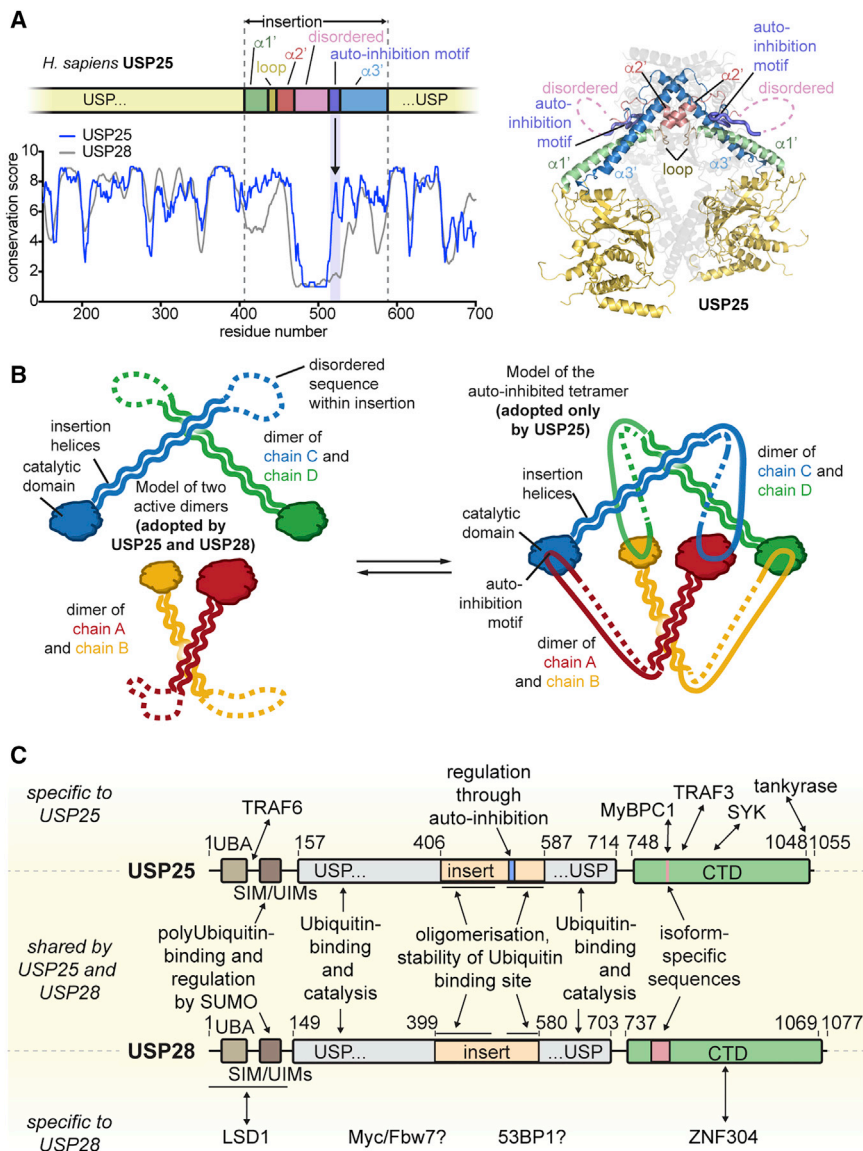 A
insertion
α1’
loop
α2’
disordered
auto-inhibition motif
α3’
H. sapiens USP25
USP...
...USP
USP25
USP28
10
8
6
4
2
0
conservation score
200
300
400
500
600
700
residue number
auto-
inhibition
motif
α2’
α2’
disordered
disordered
auto-
inhibition
motif
α1’
α1’
α3’
α3’
loop
USP25
B
disordered
sequence
within insertion
insertion
helices
catalytic
domain
dimer of
chain C and
chain D
Model of two
active dimers
(adopted by
USP25 and USP28)
dimer of
chain A
and chain B
Model of the
auto-inhibited tetramer
(adopted only
by USP25)
dimer of
chain C and
chain D
insertion
helices
catalytic
domain
auto-
inhibition
motif
dimer of
chain A
and chain B
C
specific to
USP25
TRAF6
regulation
through
auto-inhibition
MyBPC1
TRAF3
SYK
tankyrase
1
UBA
157
406
587
714
748
1048
1055
USP25
USP...
insert
...USP
CTD
SIM/UIMs
shared by
USP25 and
USP28
polyUbiquitin-
binding and
regulation
by SUMO
Ubiquitin-
binding
and
catalysis
oligomerisation,
stability of Ubiquitin
binding site
Ubiquitin-
binding
and
catalysis
isoform-
specific
sequences
1
UBA
149
399
580
703
737
1069
1077
USP28
USP...
insert
...USP
CTD
SIM/UIMs
specific to
USP28
LSD1
Myc/Fbw7?
53BP1?
ZNF304